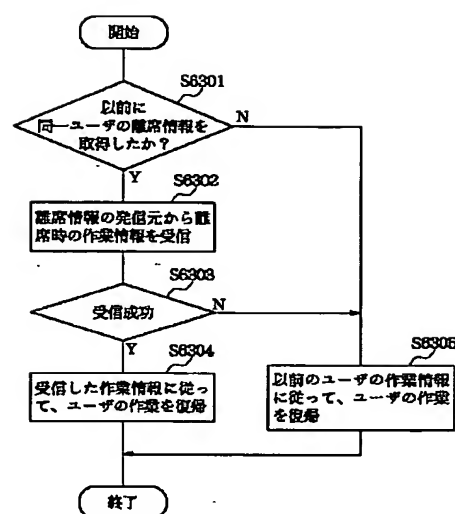 開始
S6301
以前に
同一ユーザの離席情報を
取得したか？
N
Y
S6302
離席情報の発信元から離
席時の作業情報を受信
S6303
受信成功
N
Y
S6304
受信した作業情報に従っ
て、ユーザの作業を復帰
S6305
以前のユーザの作業情報
に従って、ユーザの作業
を復帰
終了